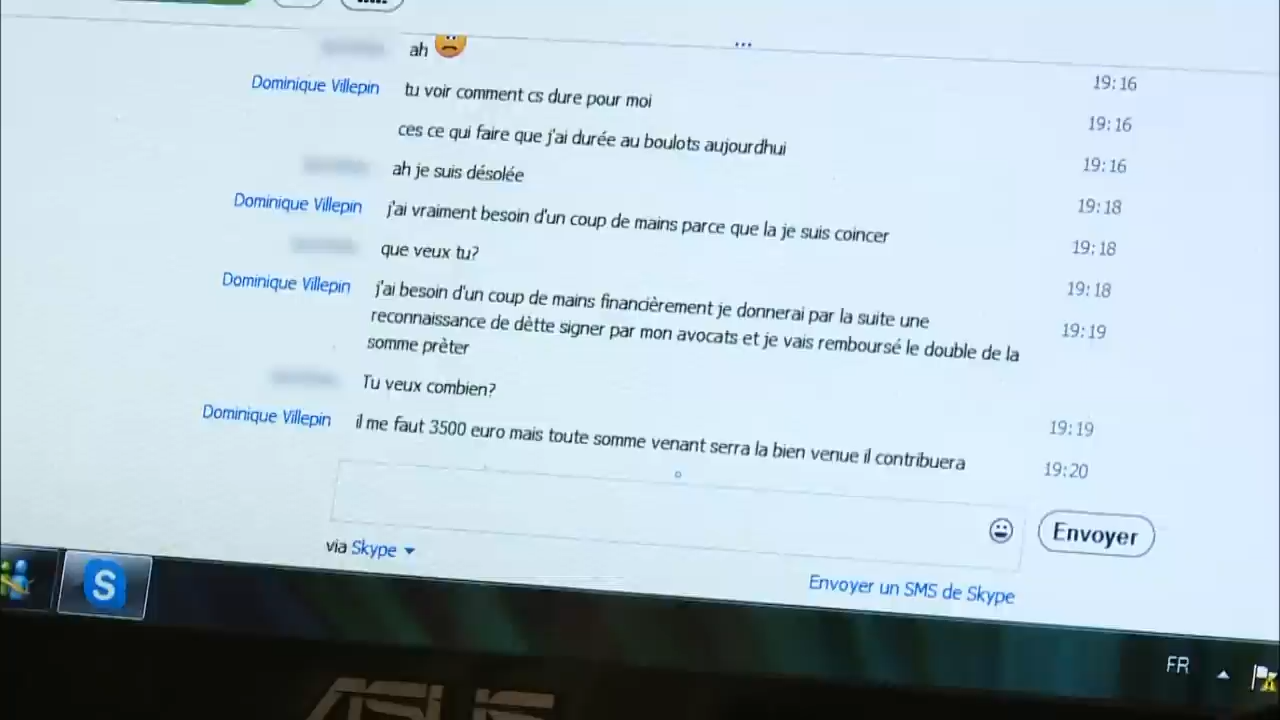 ah
19:16
Dominique Villepin tu voir comment cs dure pour moi
19:16
ces ce qui faire que j'ai durée au boulots aujourdhui
19:16
ah je suis désolée
19:18
Dominique Villepin j'ai vraiment besoin d'un coup de mains parce que la je suis coincer
19:18
que veux tu?
19:18
Dominique Villepin j'ai besoin d'un coup de mains financièrement je donnerai par la suite une
19:19
reconnaissance de dètte signer par mon avocats et je vais remboursé le double de la
somme prèter
Tu veux combien?
19:19
Dominique Villepin il me faut 3500 euro mais toute somme venant serra la bien venue il contribuera
19:20
Envoyer
via Skype
Envoyer un SMS de Skype
S
FR
ASUS